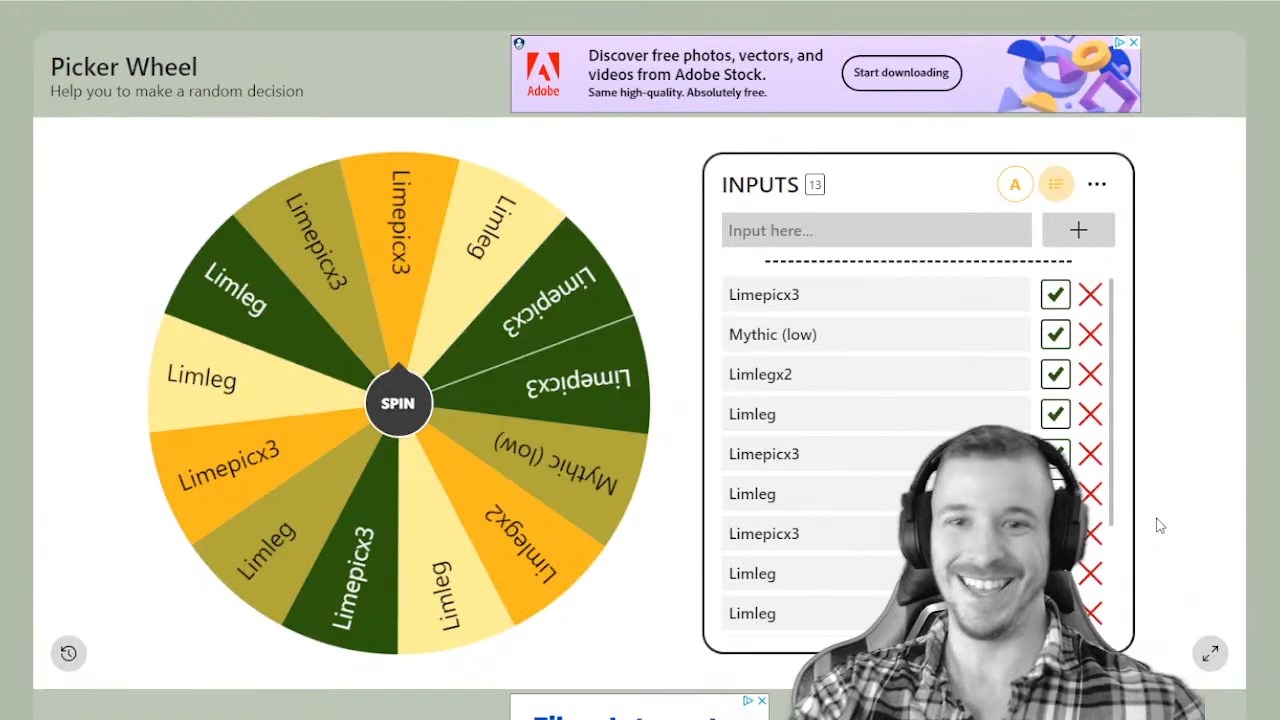 Picker Wheel
Help you to make a random decision
Adobe
Discover free photos, vectors, and
videos from Adobe Stock.
Same high-quality. Absolutely free.
Start downloading
Limepicx3
Limleg
Limepicx3
Limepicx3
Mythic (low)
Limlegx2
Limleg
Limepicx3
Limleg
Limepicx3
Limleg
Limleg
Limepicx3
SPIN
INPUTS 13
A
Input here...
Limepicx3
Mythic (low)
Limlegx2
Limleg
Limepicx3
Limleg
Limepicx3
Limleg
Limleg